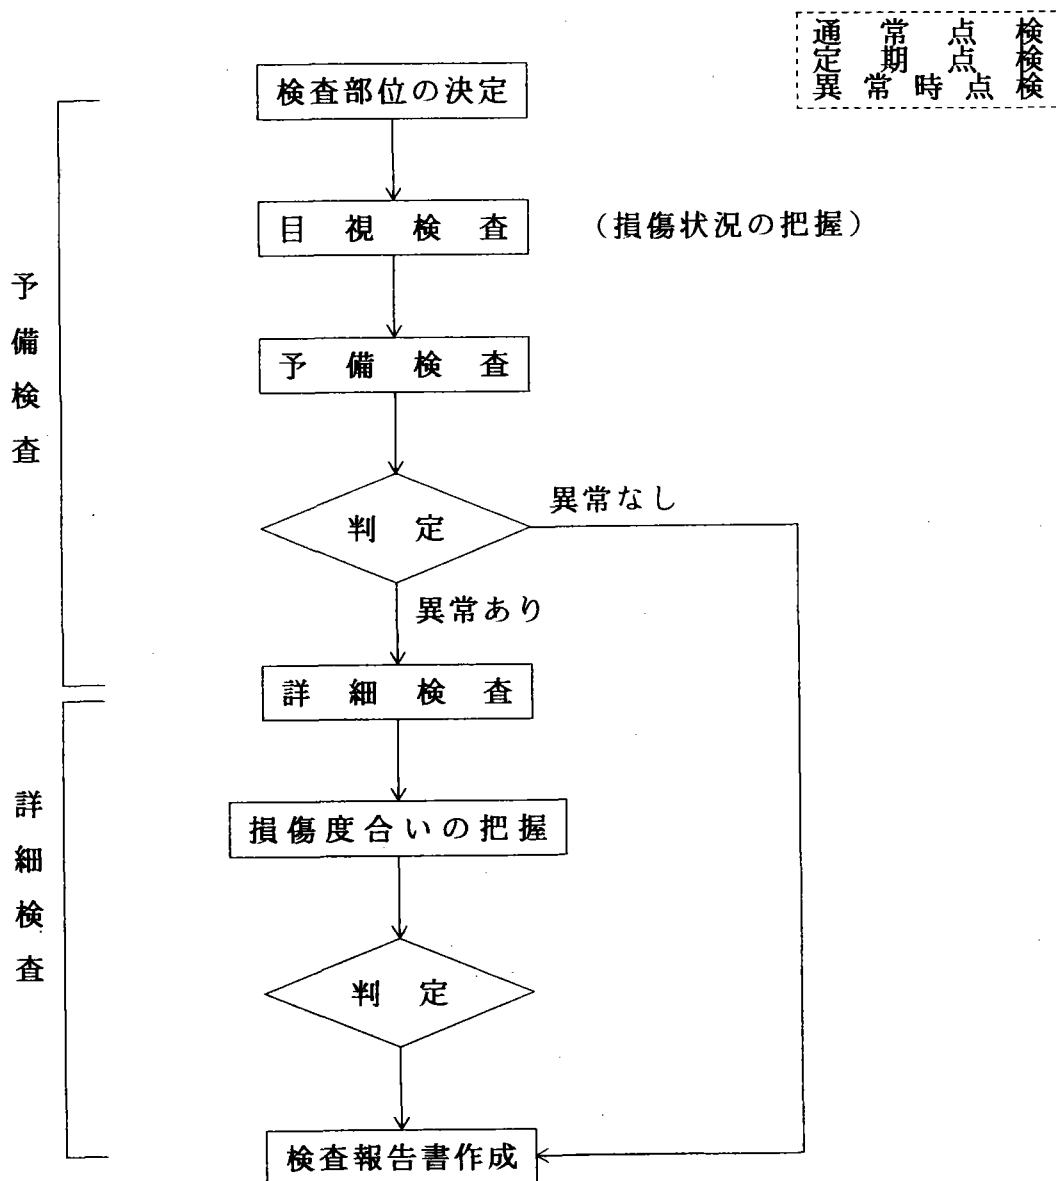 通常点検
定期点検
異常時点検
検査部位の決定
目視検査
(損傷状況の把握)
予備検査
予備検査
判定
異常なし
異常あり
詳細検査
詳細検査
損傷度合いの把握
判定
検査報告書作成